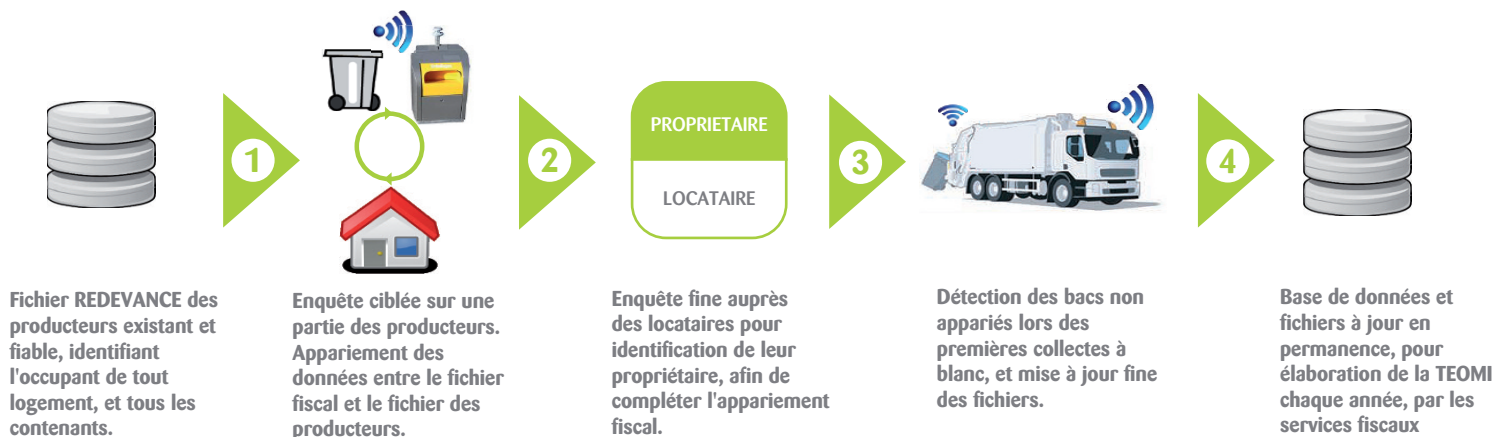 1
2
3
4
PROPRIETAIRE
LOCATAIRE
Fichier REDEVANCE des
producteurs existant et
fiable, identifiant
l'occupant de tout
logement, et tous les
contenants.
Enquête ciblée sur une
partie des producteurs.
Appariement des
données entre le fichier
fiscal et le fichier des
producteurs.
Enquête fine auprès
des locataires pour
identification de leur
propriétaire, afin de
compléter l'appariement
fiscal.
Détection des bacs non
appariés lors des
premières collectes à
blanc, et mise à jour fine
des fichiers.
Base de données et
fichiers à jour en
permanence, pour
élaboration de la TEOMI
chaque année, par les
services fiscaux